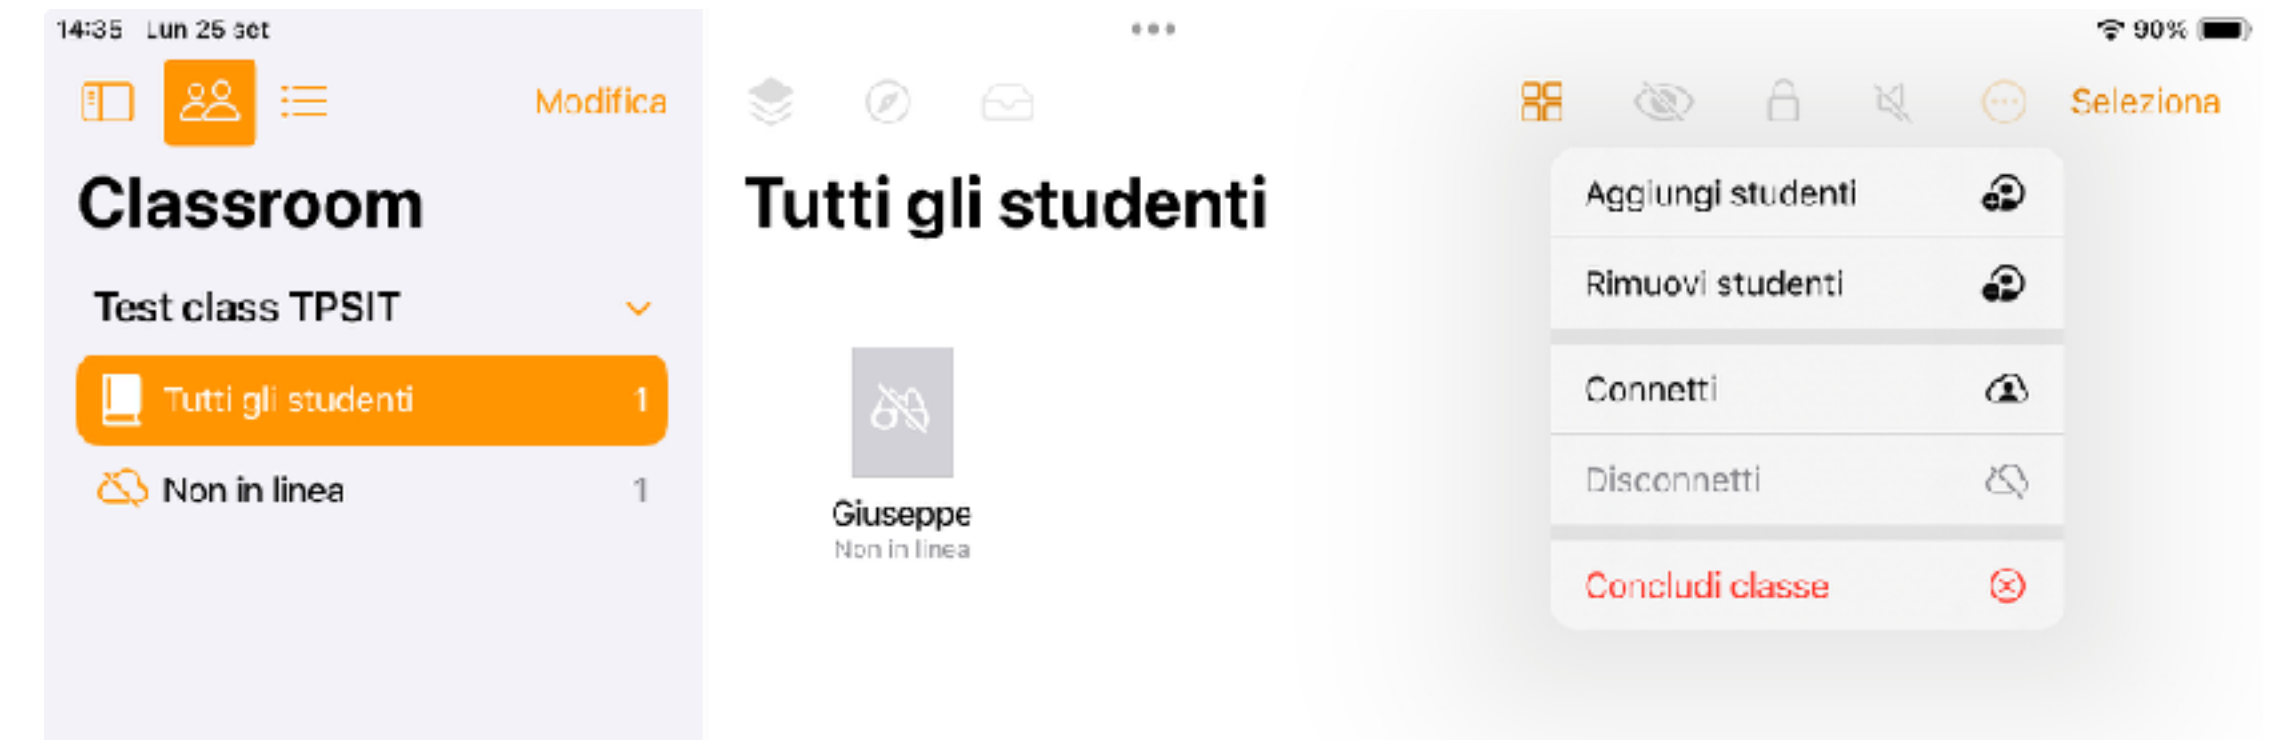 14:35 Lun 25 set
90%
Modifica
Seleziona
Classroom
Test class TPSIT
Tutti gli studenti 1
Non in linea 1
Tutti gli studenti
Giuseppe
Non in linea
Aggiungi studenti
Rimuovi studenti
Connetti
Disconnetti
Concludi classe